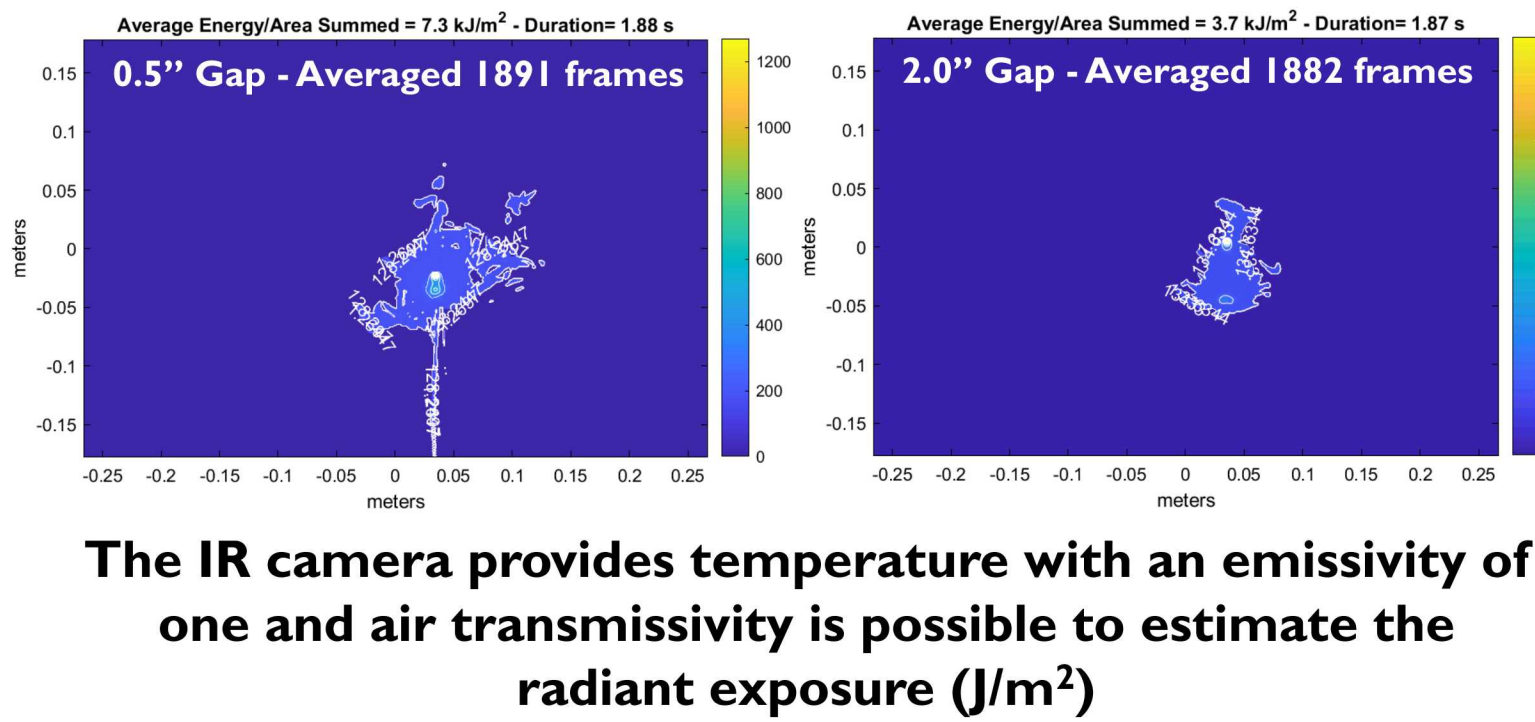 Average Energy/Area Summed = 7.3 kJ/m² - Duration= 1.88 s
0.5” Gap - Averaged 1891 frames
0.15
0.1
0.05
0
-0.05
-0.1
-0.15
meters
-0.25 -0.2 -0.15 -0.1 -0.05 0 0.05 0.1 0.15 0.2 0.25
meters
1200
1000
800
600
400
200
0
Average Energy/Area Summed = 3.7 kJ/m² - Duration= 1.87 s
2.0” Gap - Averaged 1882 frames
0.15
0.1
0.05
0
-0.05
-0.1
-0.15
meters
-0.25 -0.2 -0.15 -0.1 -0.05 0 0.05 0.1 0.15 0.2 0.25
meters
The IR camera provides temperature with an emissivity of
one and air transmissivity is possible to estimate the
radiant exposure (J/m²)